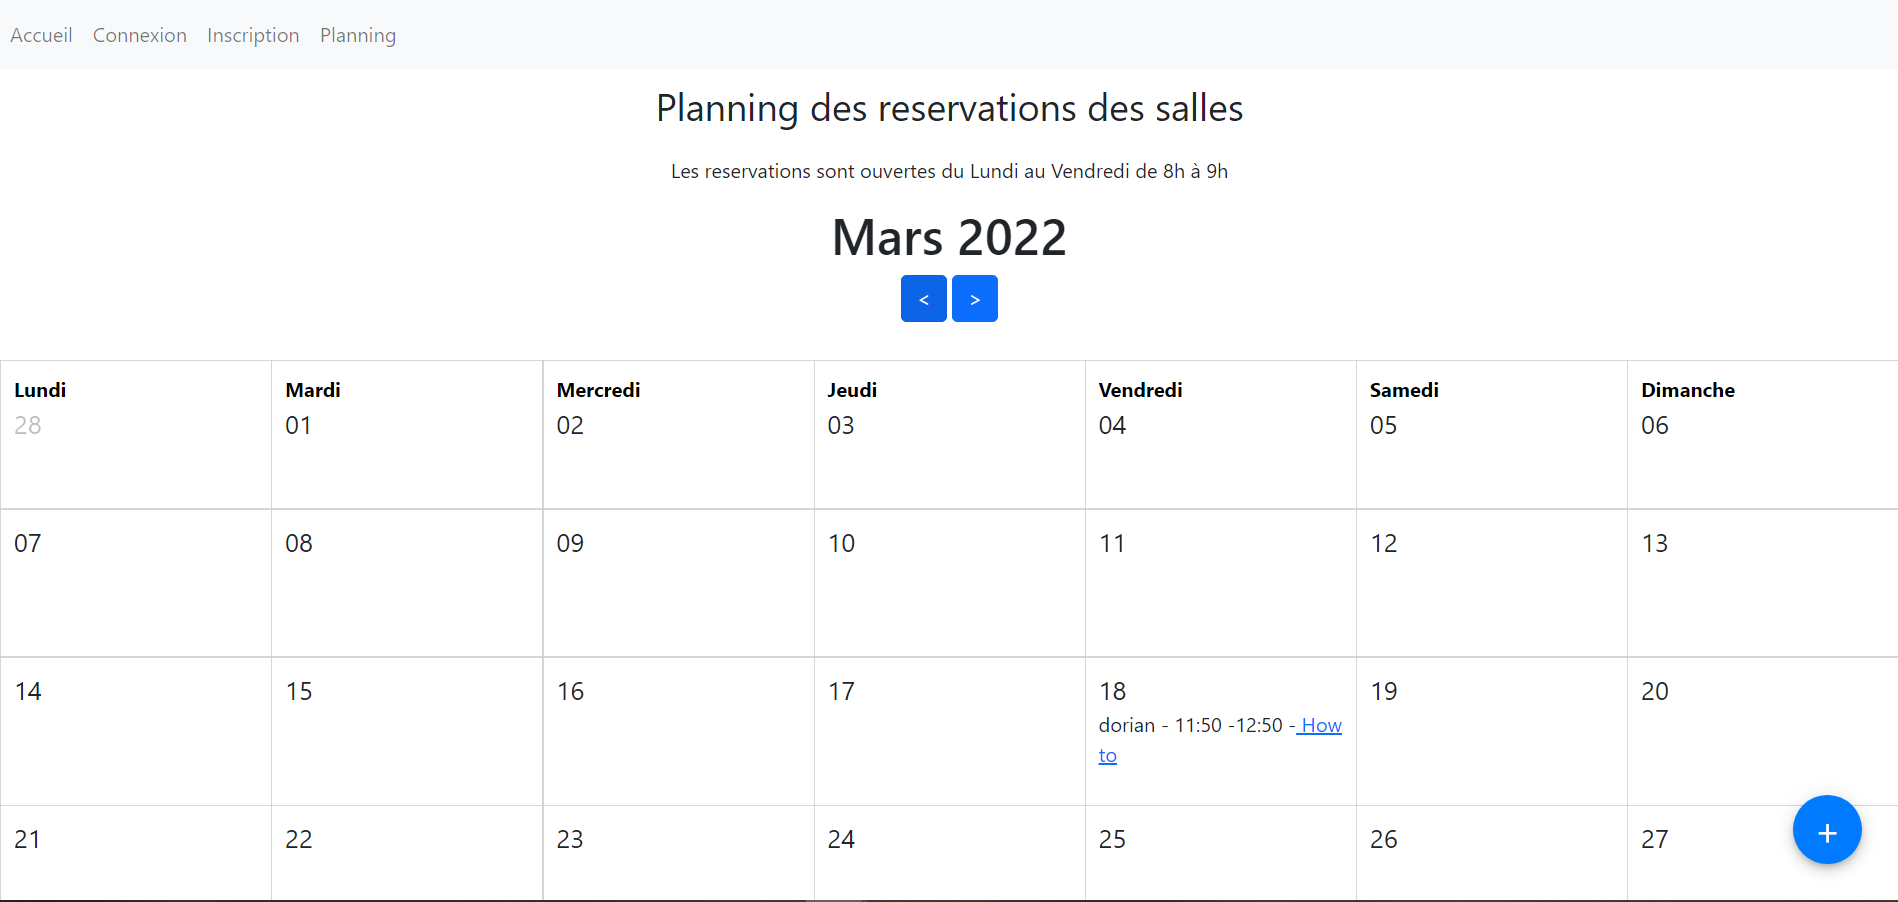 Accueil Connexion Inscription Planning
Planning des reservations des salles
Les reservations sont ouvertes du Lundi au Vendredi de 8h à 9h
Mars 2022
< >
Lundi Mardi Mercredi Jeudi Vendredi Samedi Dimanche
28 01 02 03 04 05 06
07 08 09 10 11 12 13
14 15 16 17 18 19 20
dorian - 11:50 -12:50 - How
to
21 22 23 24 25 26 27
+